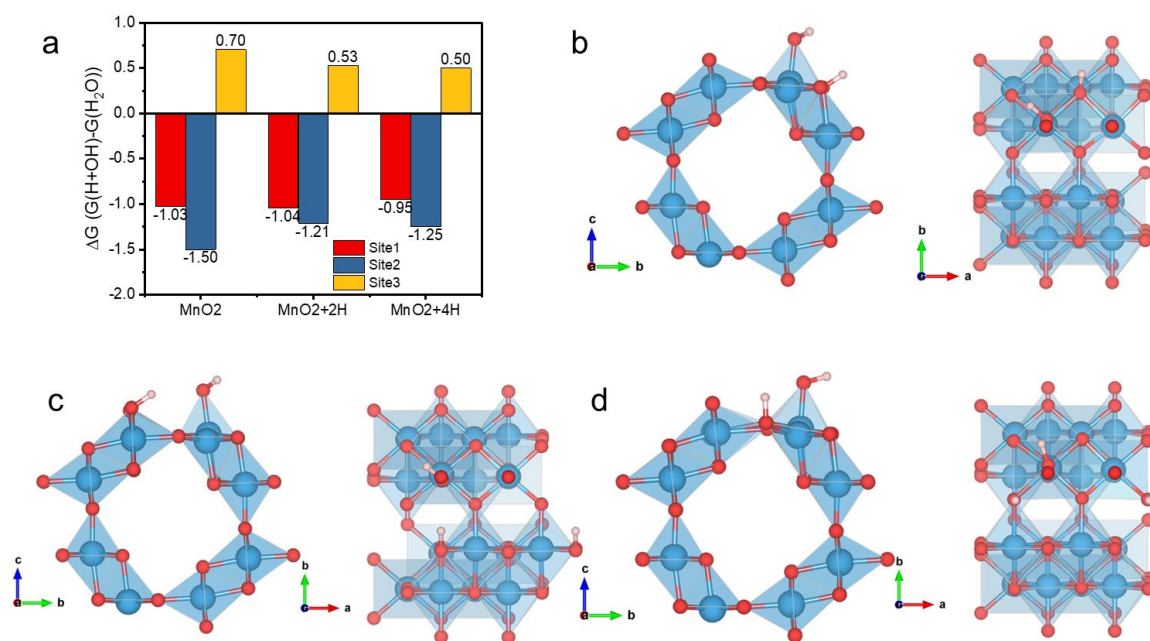 a
ΔG (G(H+OH)-G(H₂O))
1.0
0.5
0.0
-0.5
-1.0
-1.5
-2.0
0.70
0.53
0.50
-1.03
-1.50
-1.04
-1.21
-0.95
-1.25
Site1
Site2
Site3
MnO2 MnO2+2H MnO2+4H
b
c
a b
b
c a
c
c
a b
b
c a
d
c
a b
b
c a